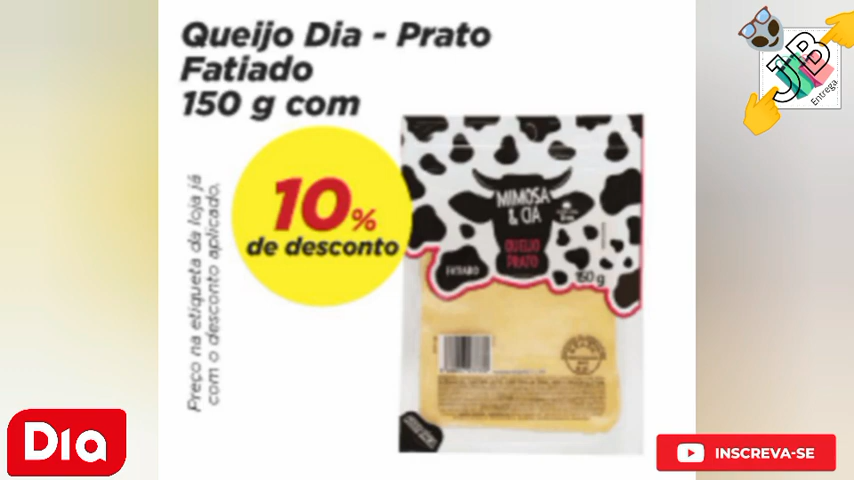 Queijo Dia - Prato
Fatiado
150 g com
10%
de desconto
Preço na etiqueta da loja já
com o desconto aplicado.
MIMOSA
& CIA
QUEIJO
PRATO
FATIADO
150 g
JB
Entrega
Dia
INSCREVA-SE